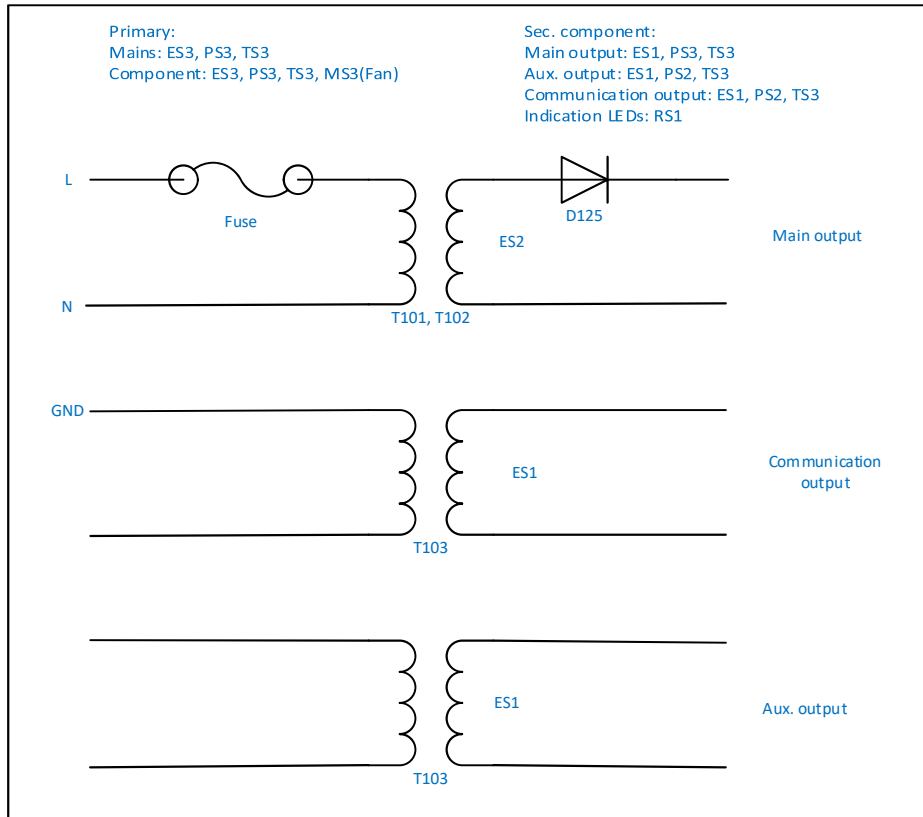 Primary:
Mains: ES3, PS3, TS3
Component: ES3, PS3, TS3, MS3(Fan)
Sec. component:
Main output: ES1, PS3, TS3
Aux. output: ES1, PS2, TS3
Communication output: ES1, PS2, TS3
Indication LEDs: RS1
L
Fuse
D125
ES2
Main output
N
T101, T102
GND
ES1
Communication
output
T103
ES1
Aux. output
T103